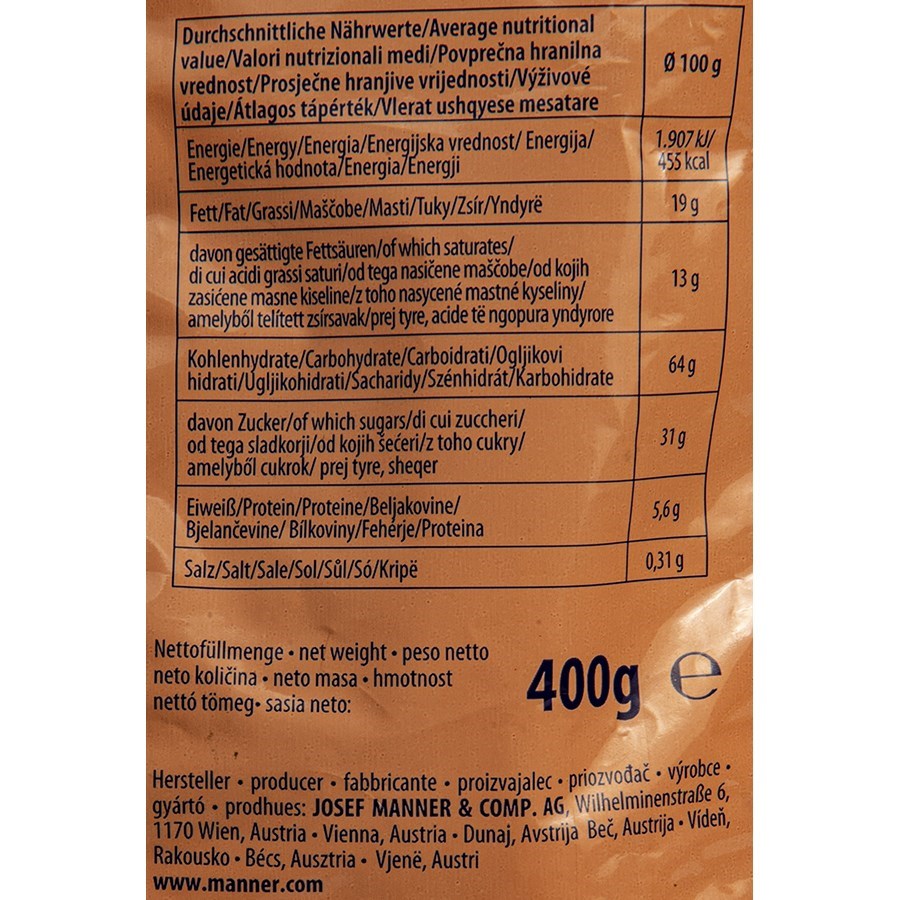 Durchschnittliche Nährwerte/Average nutritional
value/Valori nutrizionali medi/Povprečna hranilna
vrednost/Prosječne hranjive vrijednosti/Výživové
údaje/Átlagos tápérték/Vlerat ushqyese mesatare
Ø 100 g
Energie/Energy/Energia/Energijska vrednost/ Energija/
Energetická hodnota/Energia/Energji
1.907 kJ/
455 kcal
Fett/Fat/Grassi/Maščobe/Masti/Tuky/Zsír/Yndyrë
19 g
davon gesättigte Fettsäuren/of which saturates/
di cui acidi grassi saturi/od tega nasičene maščobe/od kojih
zasićene masne kiseline/z toho nasycené mastné kyseliny/
amelyből telített zsírsavak/prej tyre, acide të ngopura yndyrore
13 g
Kohlenhydrate/Carbohydrate/Carboidrati/Ogljikovi
hidrati/Ugljikohidrati/Sacharidy/Szénhidrát/Karbohidrate
64 g
davon Zucker/of which sugars/di cui zuccheri/
od tega sladkorji/od kojih šećeri/z toho cukry/
amelyből cukrok/ prej tyre, sheqer
31 g
Eiweiß/Protein/Proteine/Beljakovine/
Bjelančevine/ Bílkoviny/Fehérje/Proteina
5,6 g
Salz/Salt/Sale/Sol/Sůl/Só/Kripë
0,31 g
Nettofüllmenge • net weight • peso netto
neto količina • neto masa • hmotnost
nettó tömeg• sasia neto:
400g ℮
Hersteller • producer • fabbricante • proizvajalec • priozvođač • výrobce •
gyártó • prodhues: JOSEF MANNER & COMP. AG, Wilhelminenstraße 6,
1170 Wien, Austria • Vienna, Austria • Dunaj, Avstrija Beč, Austrija • Vídeň,
Rakousko • Bécs, Ausztria • Vjenë, Austri
www.manner.com